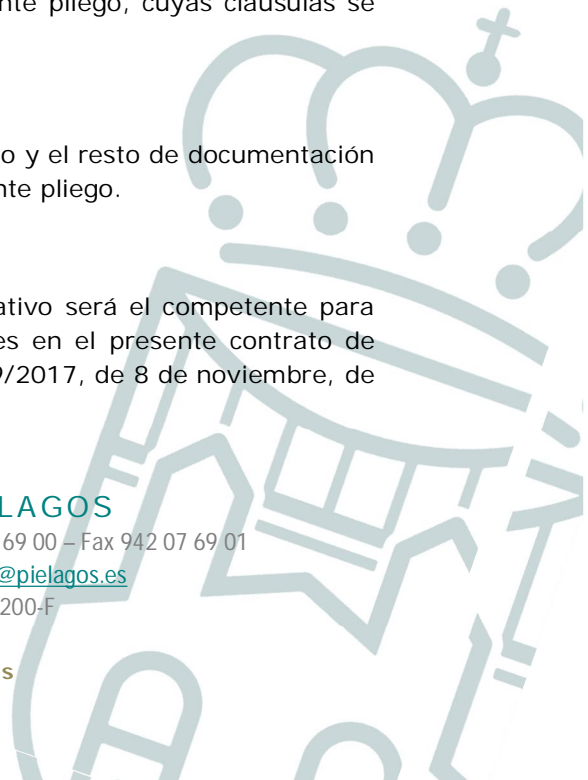 nte pliego, cuyas cláusulas se
o y el resto de documentación
nte pliego.
ativo será el competente para
es en el presente contrato de
9/2017, de 8 de noviembre, de
LAGOS
69 00 – Fax 942 07 69 01
@pielagos.es
200-F
s